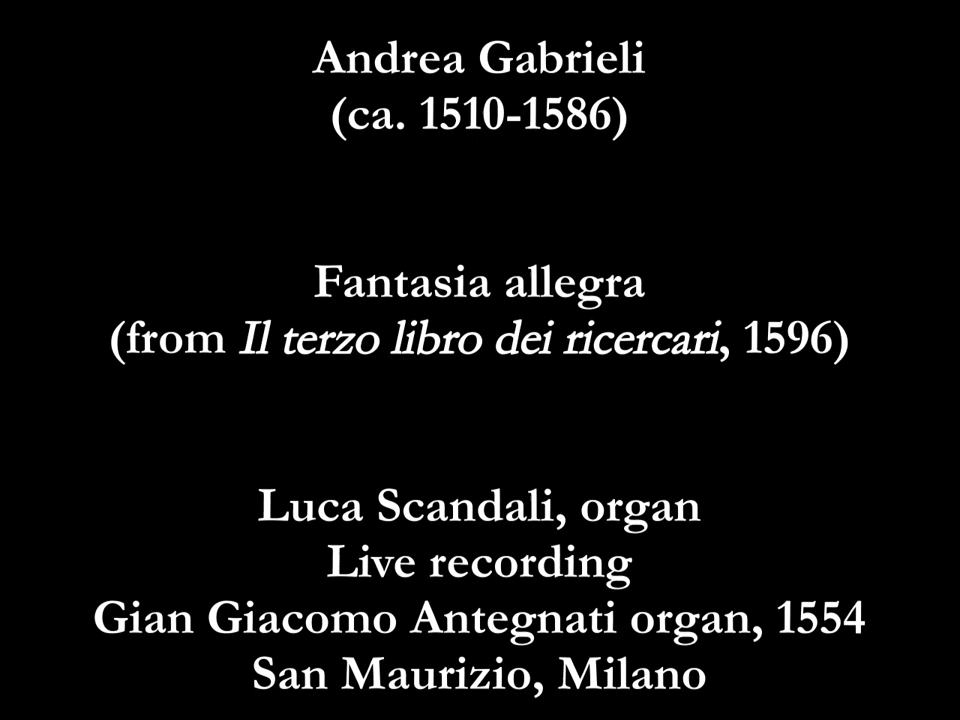 Andrea Gabrieli
(ca. 1510-1586)
Fantasia allegra
(from Il terzo libro dei ricercari, 1596)
Luca Scandali, organ
Live recording
Gian Giacomo Antegnati organ, 1554
San Maurizio, Milano